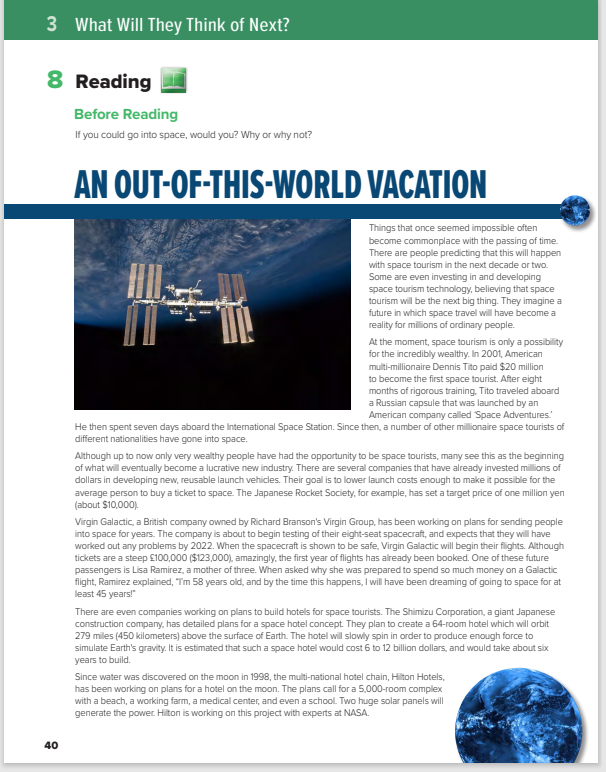 3 What Will They Think of Next?
8 Reading
Before Reading
If you could go into space, would you? Why or why not?
AN OUT-OF-THIS-WORLD VACATION
Things that once seemed impossible often
become commonplace with the passing of time.
There are people predicting that this will happen
with space tourism in the next decade or two.
Some are even investing in and developing
space tourism technology, believing that space
tourism will be the next big thing. They imagine a
future in which space travel will have become a
reality for millions of ordinary people.
At the moment, space tourism is only a possibility
for the incredibly wealthy. In 2001, American
multi-millionaire Dennis Tito paid $20 million
to become the first space tourist. After eight
months of rigorous training, Tito traveled aboard
a Russian capsule that was launched by an
American company called ‘Space Adventures.’
He then spent seven days aboard the International Space Station. Since then, a number of other millionaire space tourists of
different nationalities have gone into space.
Although up to now only very wealthy people have had the opportunity to be space tourists, many see this as the beginning
of what will eventually become a lucrative new industry. There are several companies that have already invested millions of
dollars in developing new, reusable launch vehicles. Their goal is to lower launch costs enough to make it possible for the
average person to buy a ticket to space. The Japanese Rocket Society, for example, has set a target price of one million yen
(about $10,000).
Virgin Galactic, a British company owned by Richard Branson's Virgin Group, has been working on plans for sending people
into space for years. The company is about to begin testing of their eight-seat spacecraft, and expects that they will have
worked out any problems by 2022. When the spacecraft is shown to be safe, Virgin Galactic will begin their flights. Although
tickets are a steep £100,000 ($123,000), amazingly, the first year of flights has already been booked. One of these future
passengers is Lisa Ramirez, a mother of three. When asked why she was prepared to spend so much money on a Galactic
flight, Ramirez explained, “I'm 58 years old, and by the time this happens, I will have been dreaming of going to space for at
least 45 years!”
There are even companies working on plans to build hotels for space tourists. The Shimizu Corporation, a giant Japanese
construction company, has detailed plans for a space hotel concept. They plan to create a 64-room hotel which will orbit
279 miles (450 kilometers) above the surface of Earth. The hotel will slowly spin in order to produce enough force to
simulate Earth's gravity. It is estimated that such a space hotel would cost 6 to 12 billion dollars, and would take about six
years to build.
Since water was discovered on the moon in 1998, the multi-national hotel chain, Hilton Hotels,
has been working on plans for a hotel on the moon. The plans call for a 5,000-room complex
with a beach, a working farm, a medical center, and even a school. Two huge solar panels will
generate the power. Hilton is working on this project with experts at NASA.
40